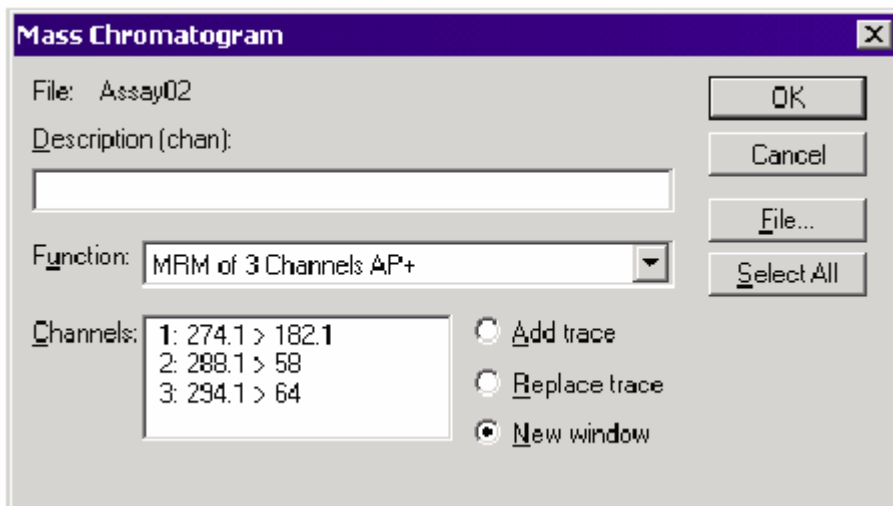 Mass Chromatogram
File: Assay02
OK
Description (chan):
Cancel
File...
Function: MRM of 3 Channels AP+
Select All
Channels: 1: 274.1 > 182.1
2: 288.1 > 58
3: 294.1 > 64
Add trace
Replace trace
New window